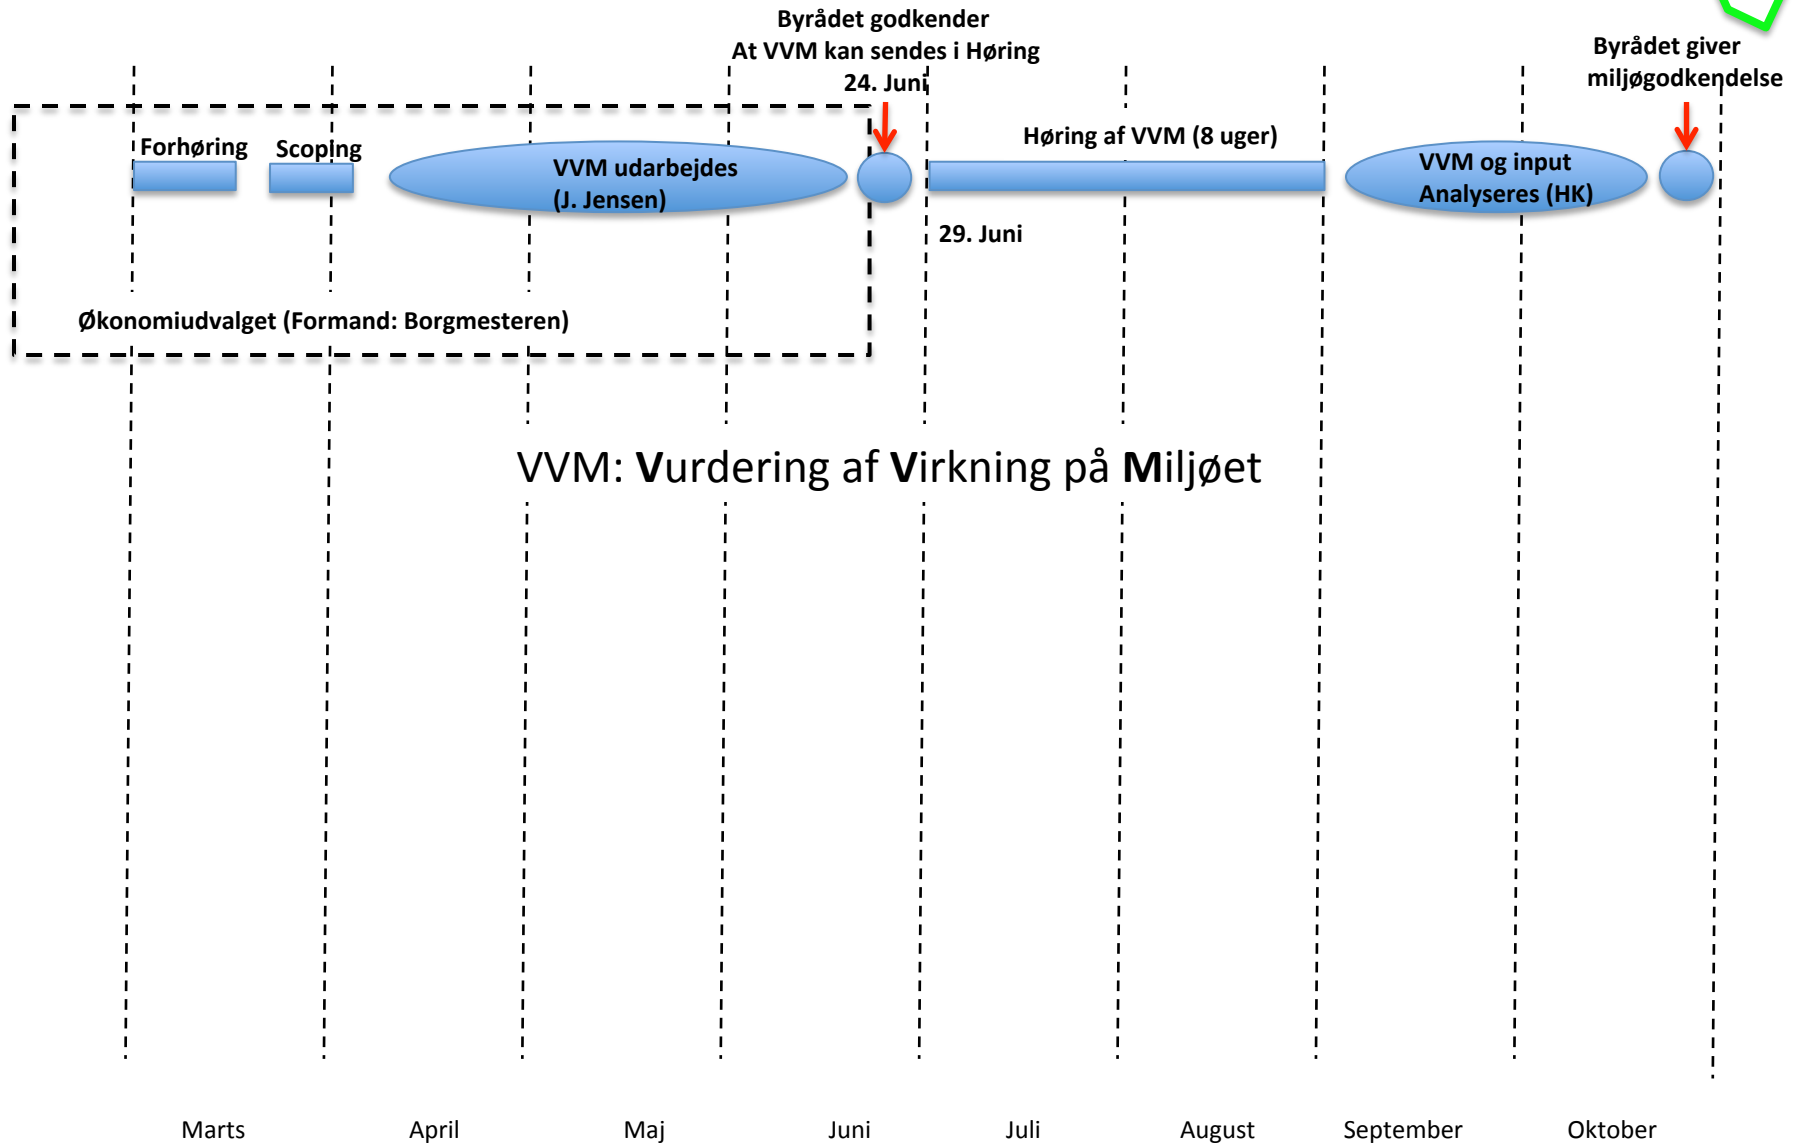 Byrådet godkender
At VVM kan sendes i Høring
24. Juni
Byrådet giver
miljøgodkendelse
Forhøring
Scoping
VVM udarbejdes
(J. Jensen)
Høring af VVM (8 uger)
VVM og input
Analyseres (HK)
29. Juni
Økonomiudvalget (Formand: Borgmesteren)
VVM: Vurdering af Virkning på Miljøet
Marts
April
Maj
Juni
Juli
August
September
Oktober